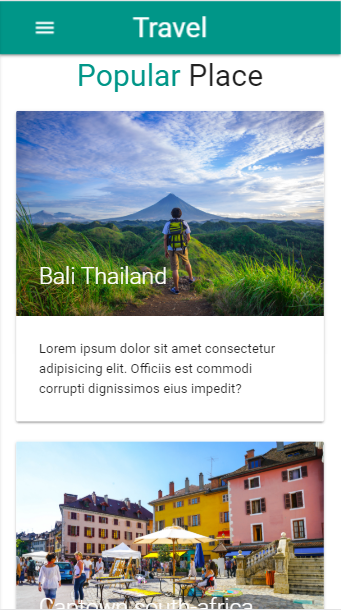 Travel
Popular Place
Bali Thailand
Lorem ipsum dolor sit amet consectetur
adipisicing elit. Officiis est commodi
corrupti dignissimos eius impedit?
Captown south africa